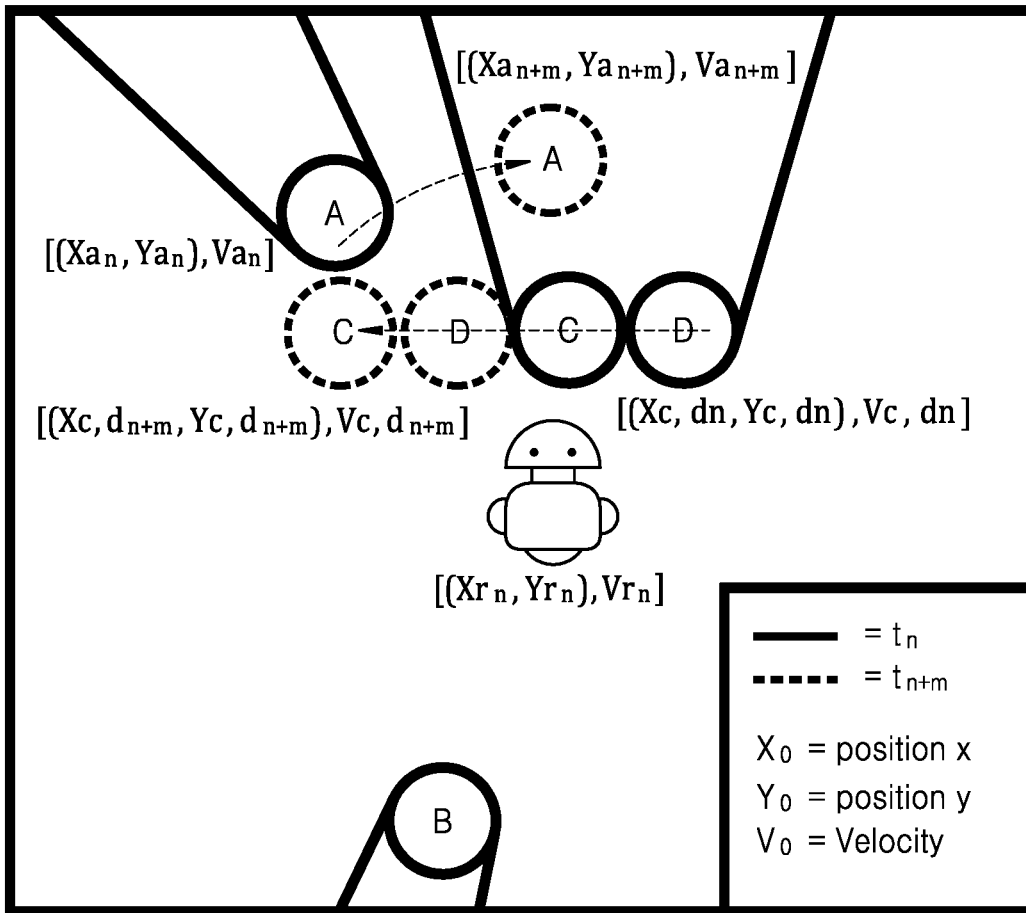 [(Xaₙ₊ₘ, Yaₙ₊ₘ), Vaₙ₊ₘ]
A
A
[(Xaₙ, Yaₙ), Vaₙ]
C D C D
[(Xc, dₙ₊ₘ, Yc, dₙ₊ₘ), Vc, dₙ₊ₘ]
[(Xc, dn, Yc, dn), Vc, dn]
[(Xrₙ, Yrₙ), Vrₙ]
= tₙ
= tₙ₊ₘ
X₀ = position x
Y₀ = position y
V₀ = Velocity
B